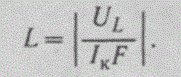 L = | U_L / I_к F | .